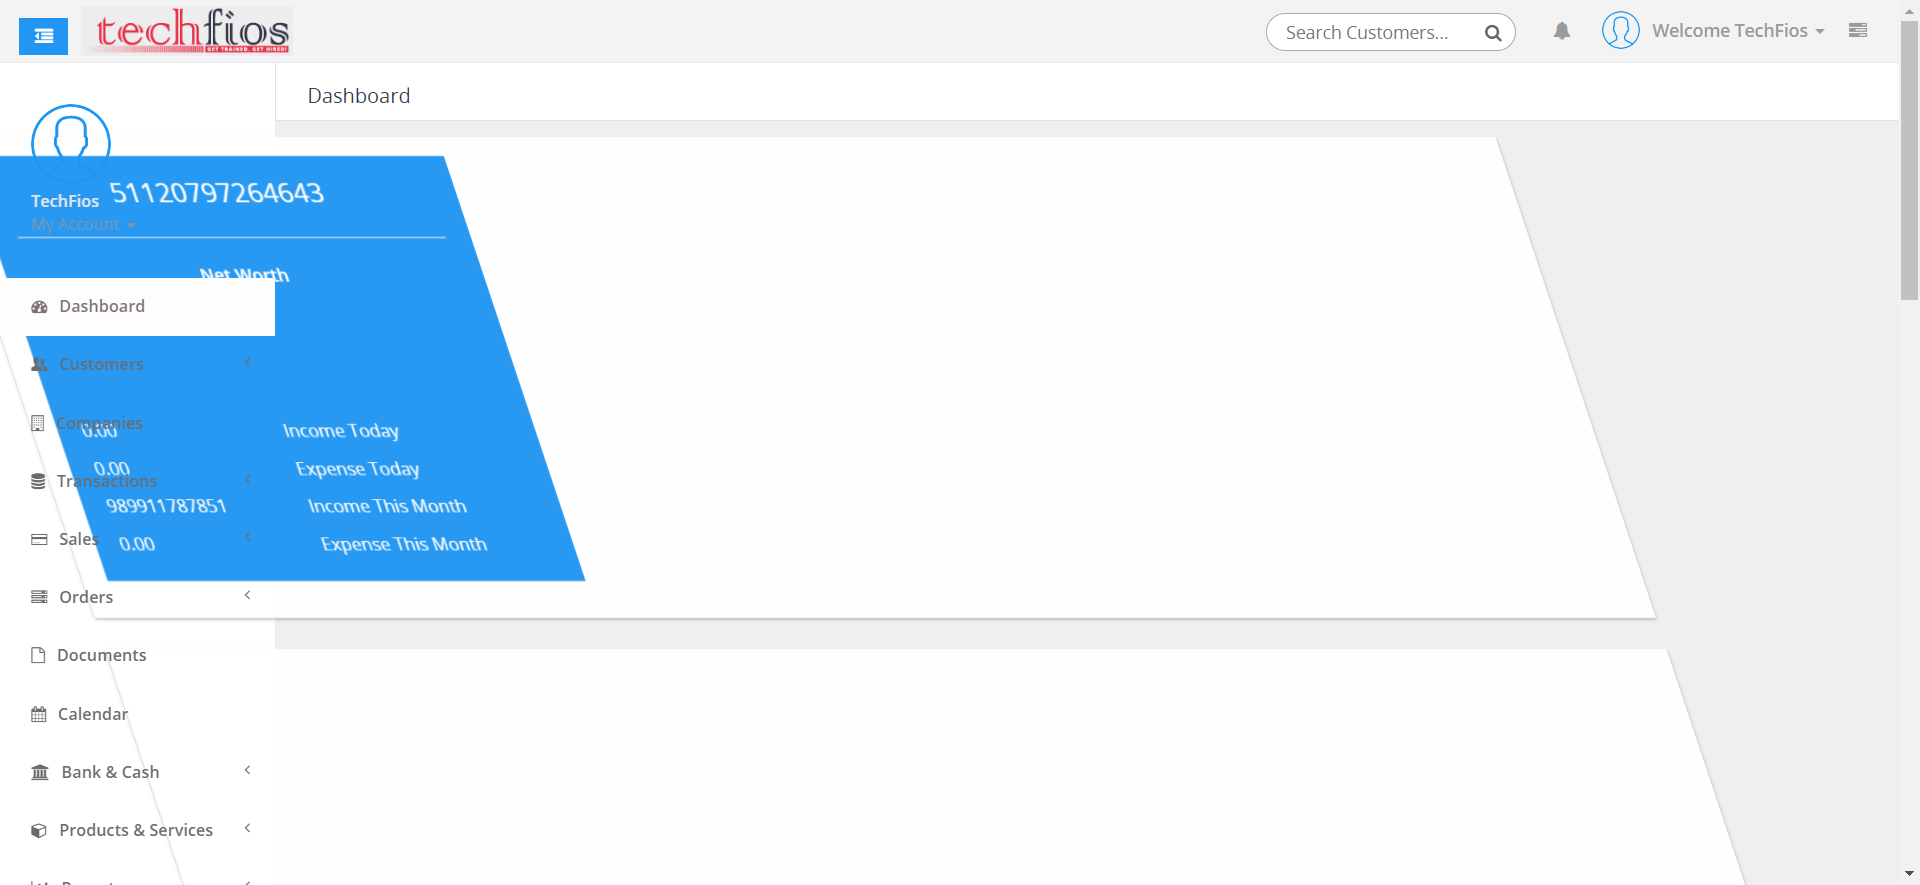 techfios
GET TRAINED. GET HIRED!
Search Customers...
Welcome TechFios
Dashboard
TechFios
51120797264643
My Account
Net Worth
Dashboard
Customers
Companies
0.00 Income Today
0.00 Expense Today
Transactions
989911787851 Income This Month
Sales
0.00 Expense This Month
Orders
Documents
Calendar
Bank & Cash
Products & Services